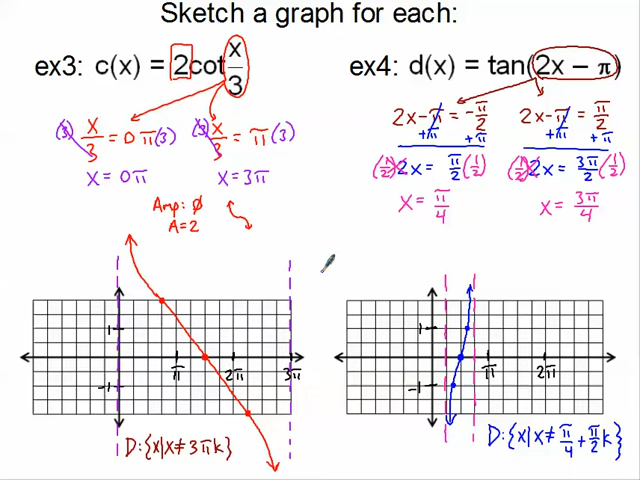 Sketch a graph for each:
ex3: c(x) = 2cot x/3
(3) x/3 = 0π(3)
(3) x/3 = π(3)
x = 0π
x = 3π
Amp: ∅
A = 2
1
-1
π
2π
3π
D: {x|x ≠ 3πk}
ex4: d(x) = tan(2x − π)
2x - π = -π/2
+π +π
2x - π = π/2
+π +π
(1/2) 2x = π/2 (1/2)
(1/2) 2x = 3π/2 (1/2)
x = π/4
x = 3π/4
1
-1
π
2π
D: {x|x ≠ π/4 + π/2 k}